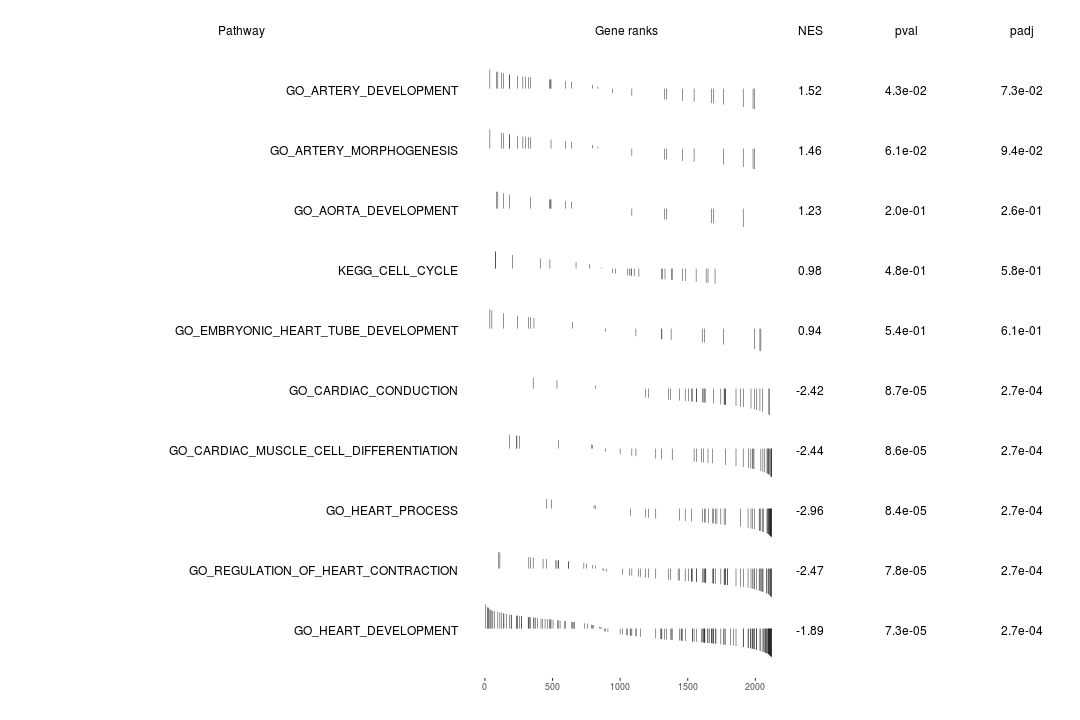 Pathway Gene ranks NES pval padj
GO_ARTERY_DEVELOPMENT 1.52 4.3e-02 7.3e-02
GO_ARTERY_MORPHOGENESIS 1.46 6.1e-02 9.4e-02
GO_AORTA_DEVELOPMENT 1.23 2.0e-01 2.6e-01
KEGG_CELL_CYCLE 0.98 4.8e-01 5.8e-01
GO_EMBRYONIC_HEART_TUBE_DEVELOPMENT 0.94 5.4e-01 6.1e-01
GO_CARDIAC_CONDUCTION -2.42 8.7e-05 2.7e-04
GO_CARDIAC_MUSCLE_CELL_DIFFERENTIATION -2.44 8.6e-05 2.7e-04
GO_HEART_PROCESS -2.96 8.4e-05 2.7e-04
GO_REGULATION_OF_HEART_CONTRACTION -2.47 7.8e-05 2.7e-04
GO_HEART_DEVELOPMENT -1.89 7.3e-05 2.7e-04
0 500 1000 1500 2000